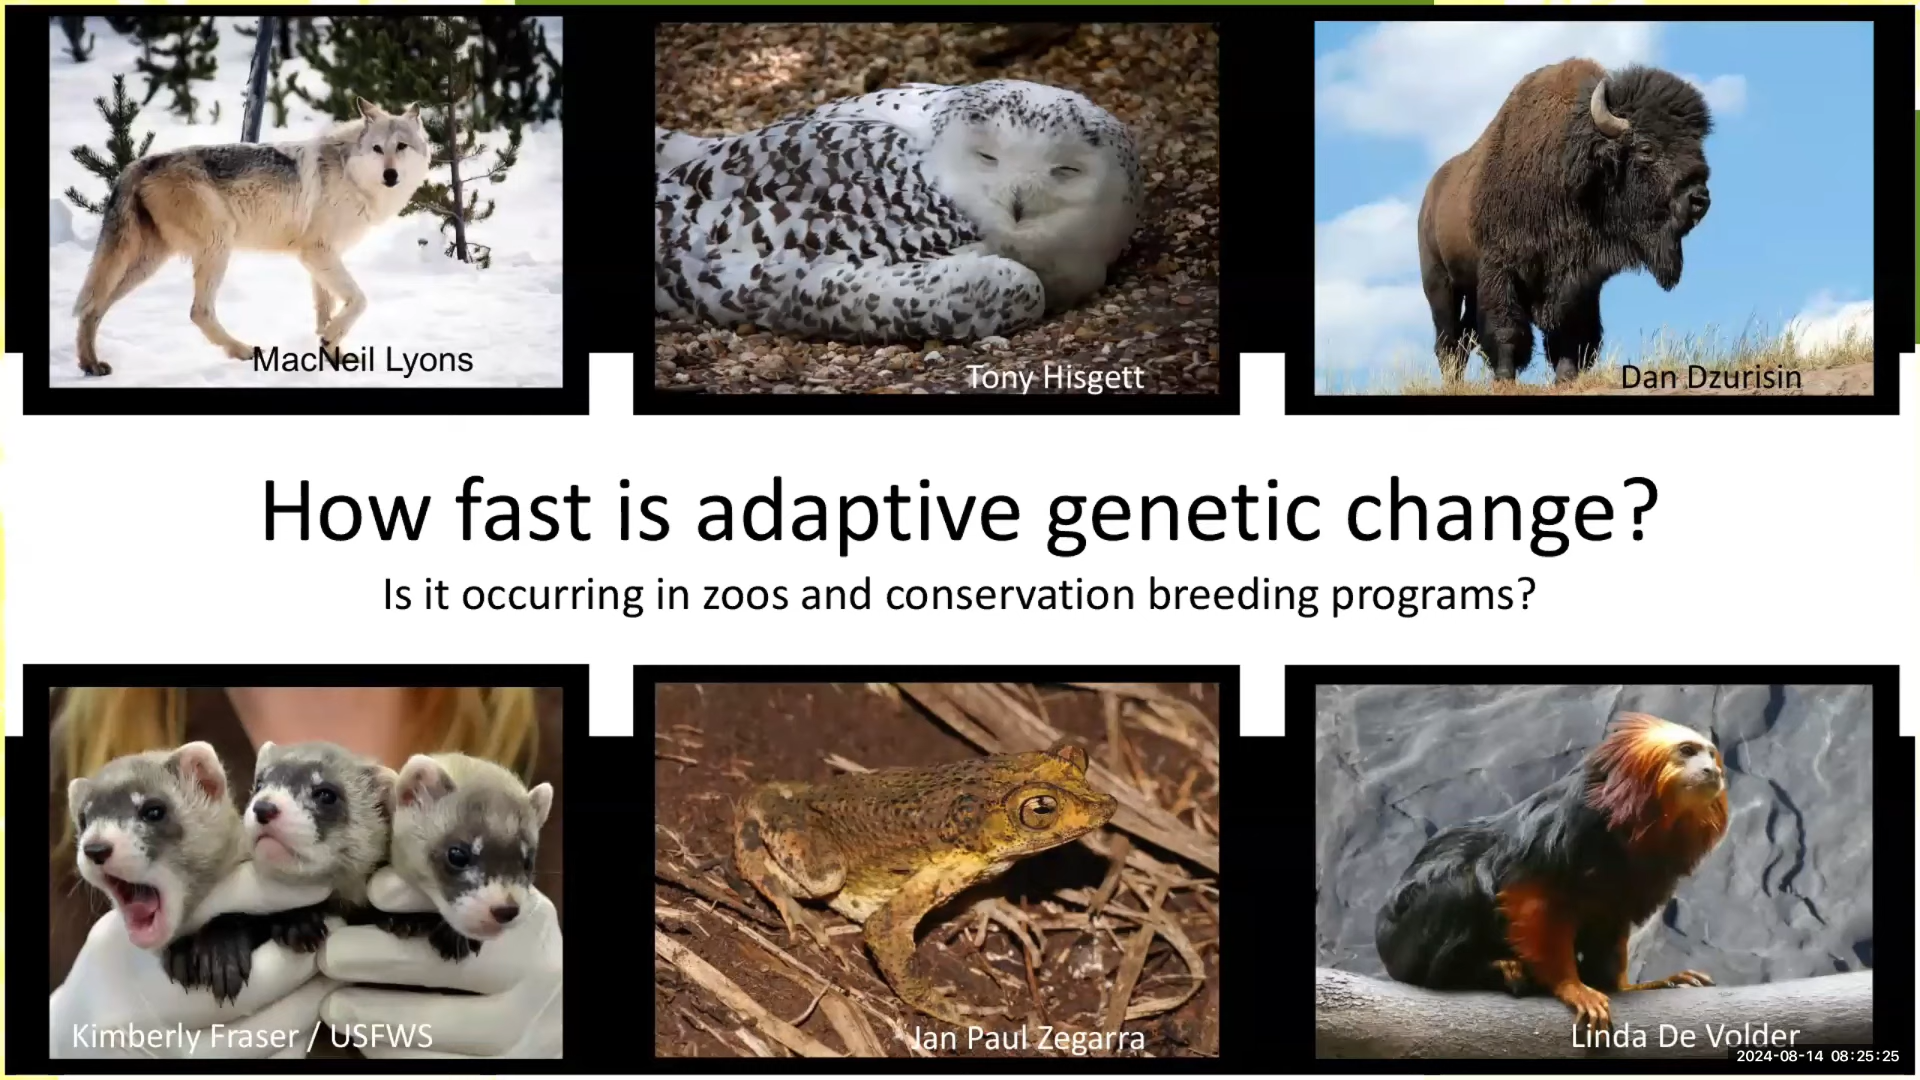 MacNeil Lyons
Tony Hisgett
Dan Dzurisin
How fast is adaptive genetic change?
Is it occurring in zoos and conservation breeding programs?
Kimberly Fraser / USFWS
Jan Paul Zegarra
Linda De Volder
2024-08-14 08:25:25